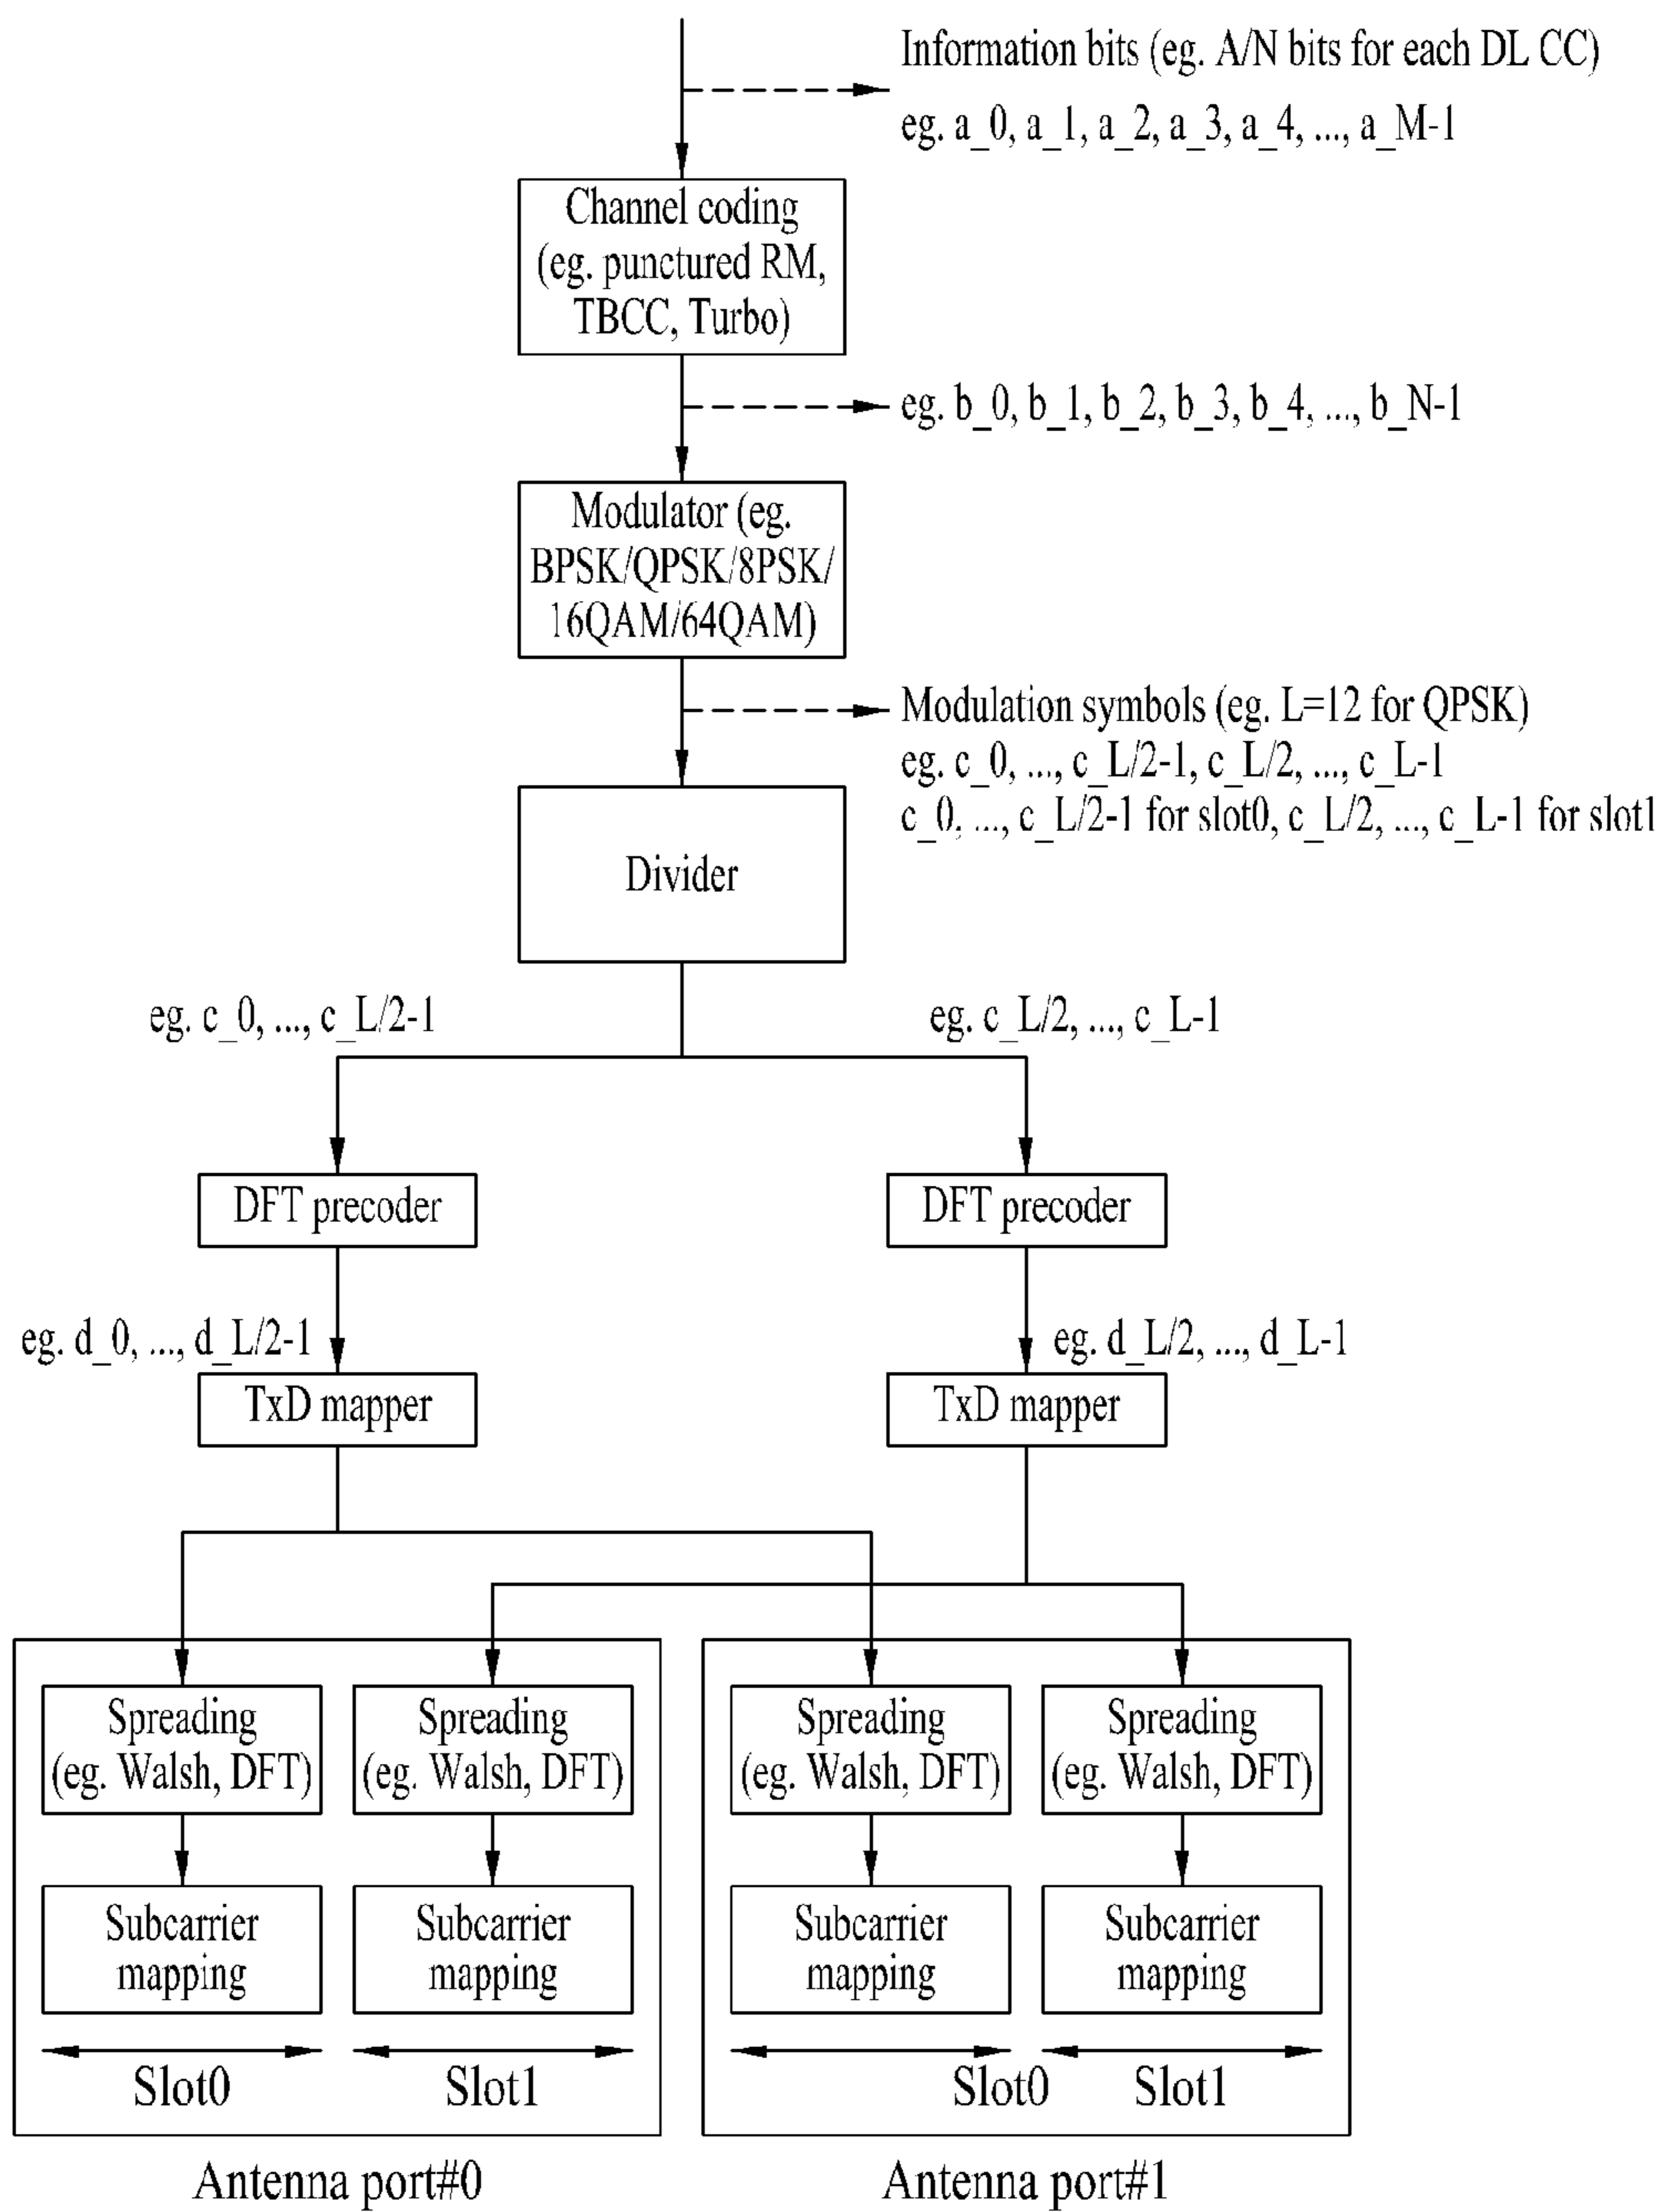 Information bits (eg. A/N bits for each DL CC)
eg. a_0, a_1, a_2, a_3, a_4, ..., a_M-1
Channel coding
(eg. punctured RM,
TBCC, Turbo)
eg. b_0, b_1, b_2, b_3, b_4, ..., b_N-1
Modulator (eg.
BPSK/QPSK/8PSK/
16QAM/64QAM)
Modulation symbols (eg. L=12 for QPSK)
eg. c_0, ..., c_L/2-1, c_L/2, ..., c_L-1
c_0, ..., c_L/2-1 for slot0, c_L/2, ..., c_L-1 for slot1
Divider
eg. c_0, ..., c_L/2-1
eg. c_L/2, ..., c_L-1
DFT precoder
DFT precoder
eg. d_0, ..., d_L/2-1
eg. d_L/2, ..., d_L-1
TxD mapper
TxD mapper
Spreading
(eg. Walsh, DFT)
Spreading
(eg. Walsh, DFT)
Spreading
(eg. Walsh, DFT)
Spreading
(eg. Walsh, DFT)
Subcarrier
mapping
Subcarrier
mapping
Subcarrier
mapping
Subcarrier
mapping
Slot0
Slot1
Slot0
Slot1
Antenna port#0
Antenna port#1